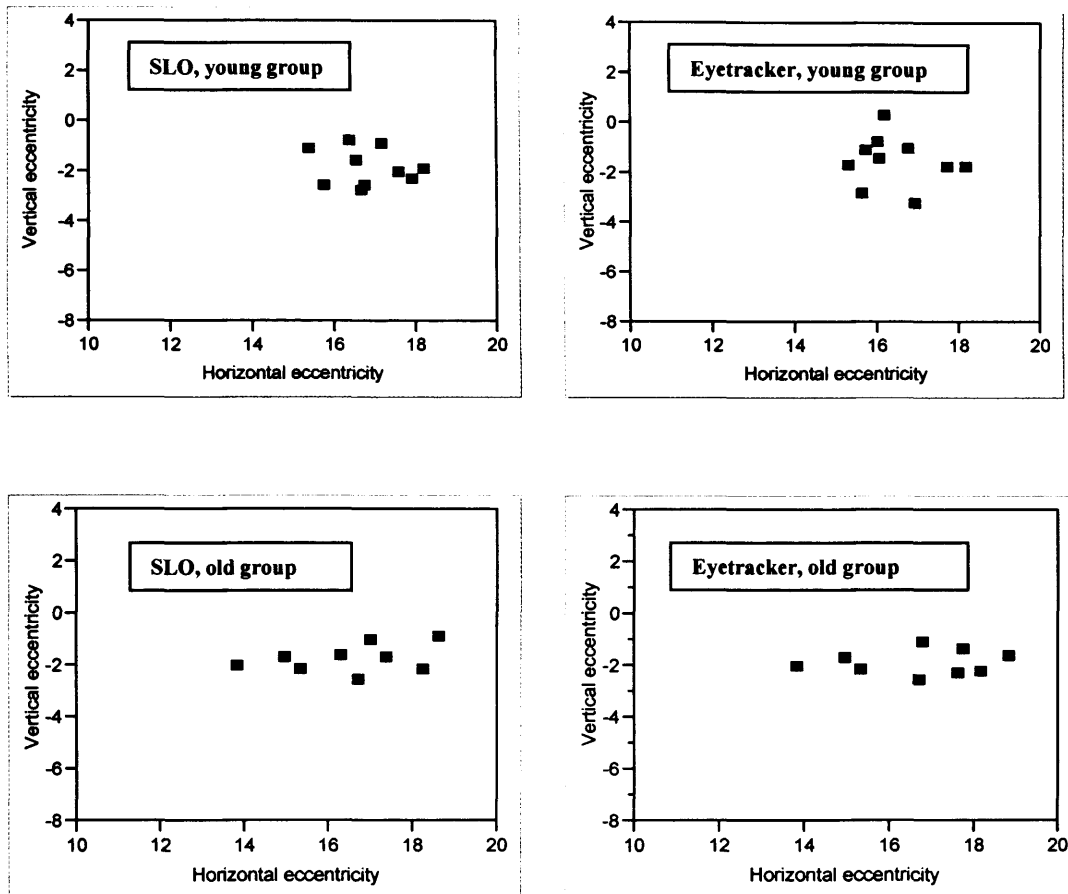 SLO, young group
4
2
0
-2
-4
-6
-8
Vertical eccentricity
10 12 14 16 18 20
Horizontal eccentricity
Eyetracker, young group
4
2
0
-2
-4
-6
-8
Vertical eccentricity
10 12 14 16 18 20
Horizontal eccentricity
SLO, old group
4
2
0
-2
-4
-6
-8
Vertical eccentricity
10 12 14 16 18 20
Horizontal eccentricity
Eyetracker, old group
4
2
0
-2
-4
-6
-8
Vertical eccentricity
10 12 14 16 18 20
Horizontal eccentricity